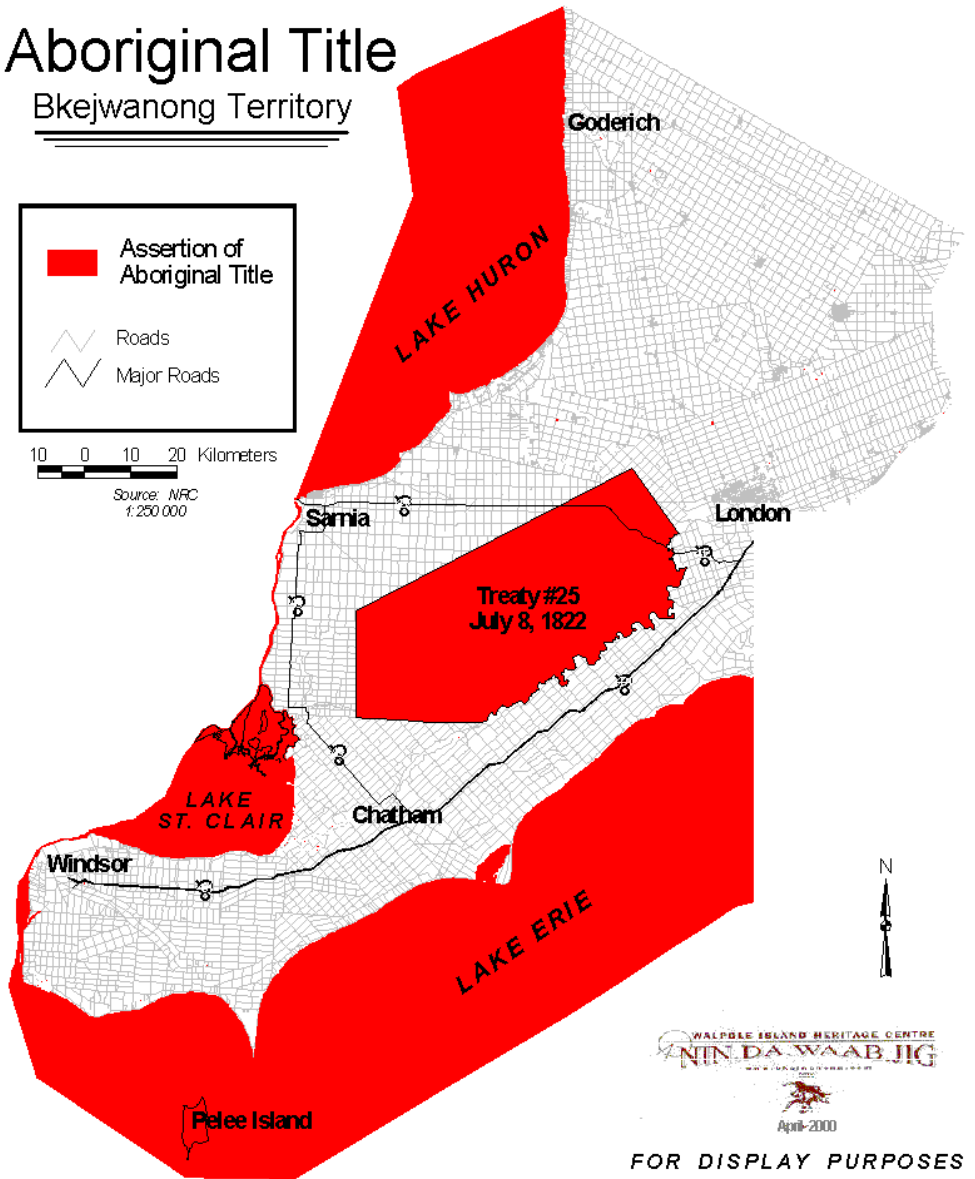 Aboriginal Title
Bkejwanong Territory
Goderich
Assertion of
Aboriginal Title
Roads
Major Roads
LAKE HURON
10 0 10 20 Kilometers
Source: NRC
1:250 000
Sarnia
London
Treaty #25
July 8, 1822
LAKE
ST. CLAIR
Chatham
Windsor
LAKE ERIE
N
Pelee Island
WALPOLE ISLAND HERITAGE CENTRE
NIN.DA.WAAB.JIG
April-2000
FOR DISPLAY PURPOSES